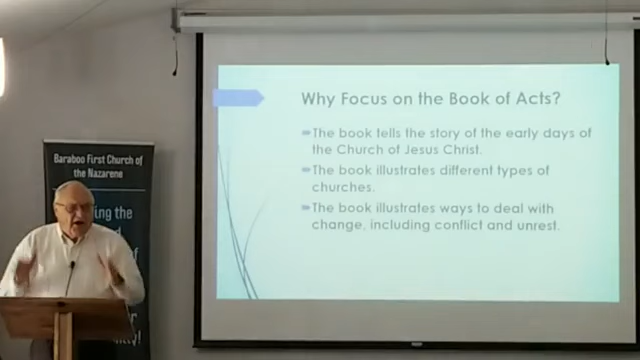 Why Focus on the Book of Acts?
The book tells the story of the early days of
the Church of Jesus Christ.
The book illustrates different types of
churches.
The book illustrates ways to deal with
change, including conflict and unrest.
Baraboo First Church of
the Nazarene
the